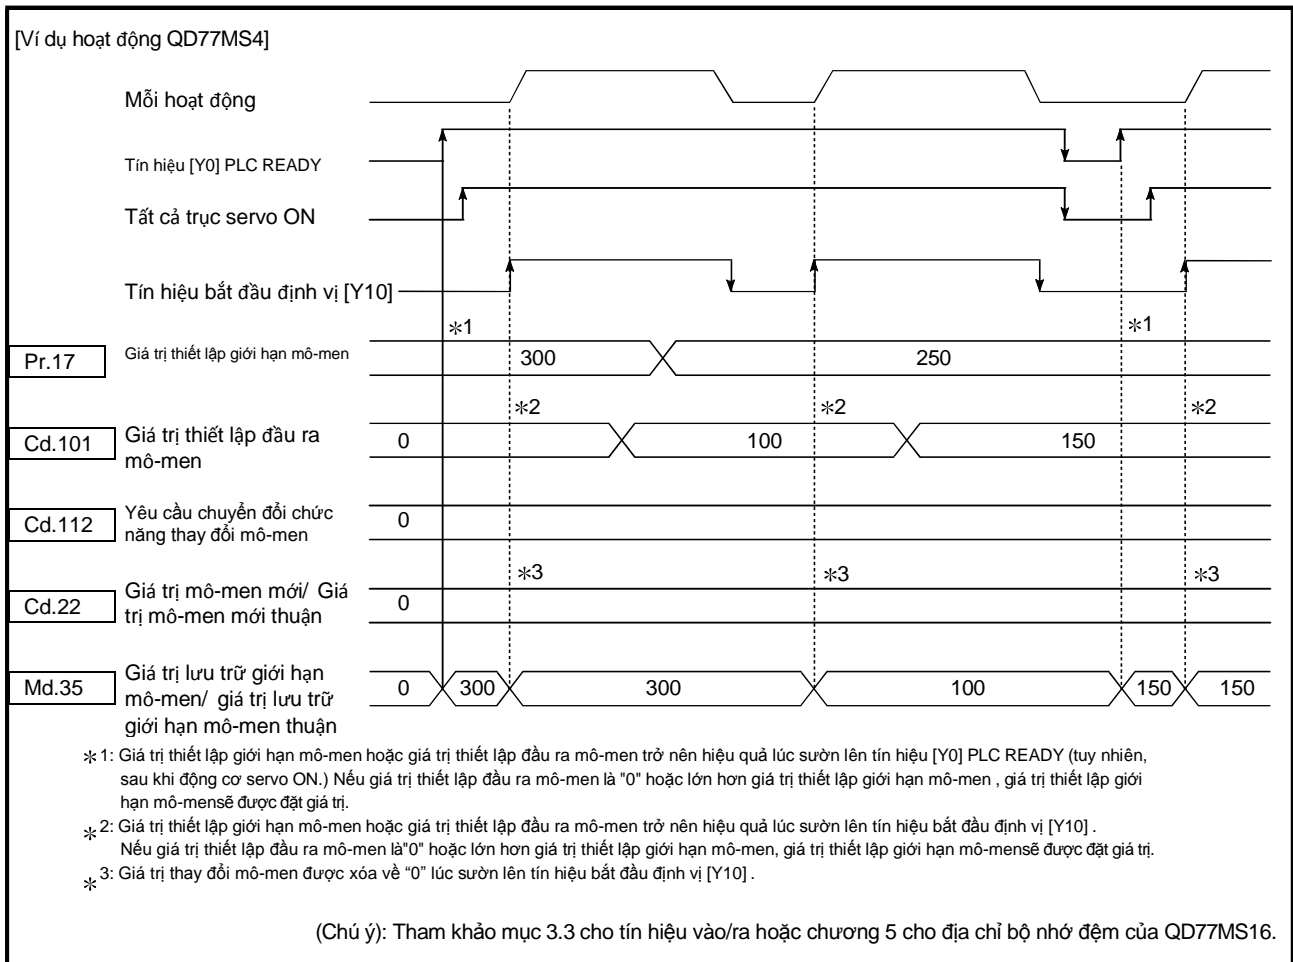 [Ví dụ hoạt động QD77MS4]
Mỗi hoạt động
Tín hiệu [Y0] PLC READY
Tất cả trục servo ON
Tín hiệu bắt đầu định vị [Y10]
*1 *1
Pr.17 Giá trị thiết lập giới hạn mô-men 300 250
*2 *2 *2
Cd.101 Giá trị thiết lập đầu ra
mô-men
0 100 150
Cd.112 Yêu cầu chuyển đổi chức
năng thay đổi mô-men
0
*3 *3 *3
Cd.22 Giá trị mô-men mới/ Giá
trị mô-men mới thuận
0
Md.35 Giá trị lưu trữ giới hạn
mô-men/ giá trị lưu trữ
giới hạn mô-men thuận
0 300 300 100 150 150
*1: Giá trị thiết lập giới hạn mô-men hoặc giá trị thiết lập đầu ra mô-men trở nên hiệu quả lúc sườn lên tín hiệu [Y0] PLC READY (tuy nhiên,
sau khi động cơ servo ON.) Nếu giá trị thiết lập đầu ra mô-men là "0" hoặc lớn hơn giá trị thiết lập giới hạn mô-men , giá trị thiết lập giới
hạn mô-mensẽ được đặt giá trị.
*2: Giá trị thiết lập giới hạn mô-men hoặc giá trị thiết lập đầu ra mô-men trở nên hiệu quả lúc sườn lên tín hiệu bắt đầu định vị [Y10] .
Nếu giá trị thiết lập đầu ra mô-men là"0" hoặc lớn hơn giá trị thiết lập giới hạn mô-men, giá trị thiết lập giới hạn mô-mensẽ được đặt giá trị.
*3: Giá trị thay đổi mô-men được xóa về “0” lúc sườn lên tín hiệu bắt đầu định vị [Y10] .
(Chú ý): Tham khảo mục 3.3 cho tín hiệu vào/ra hoặc chương 5 cho địa chỉ bộ nhớ đệm của QD77MS16.